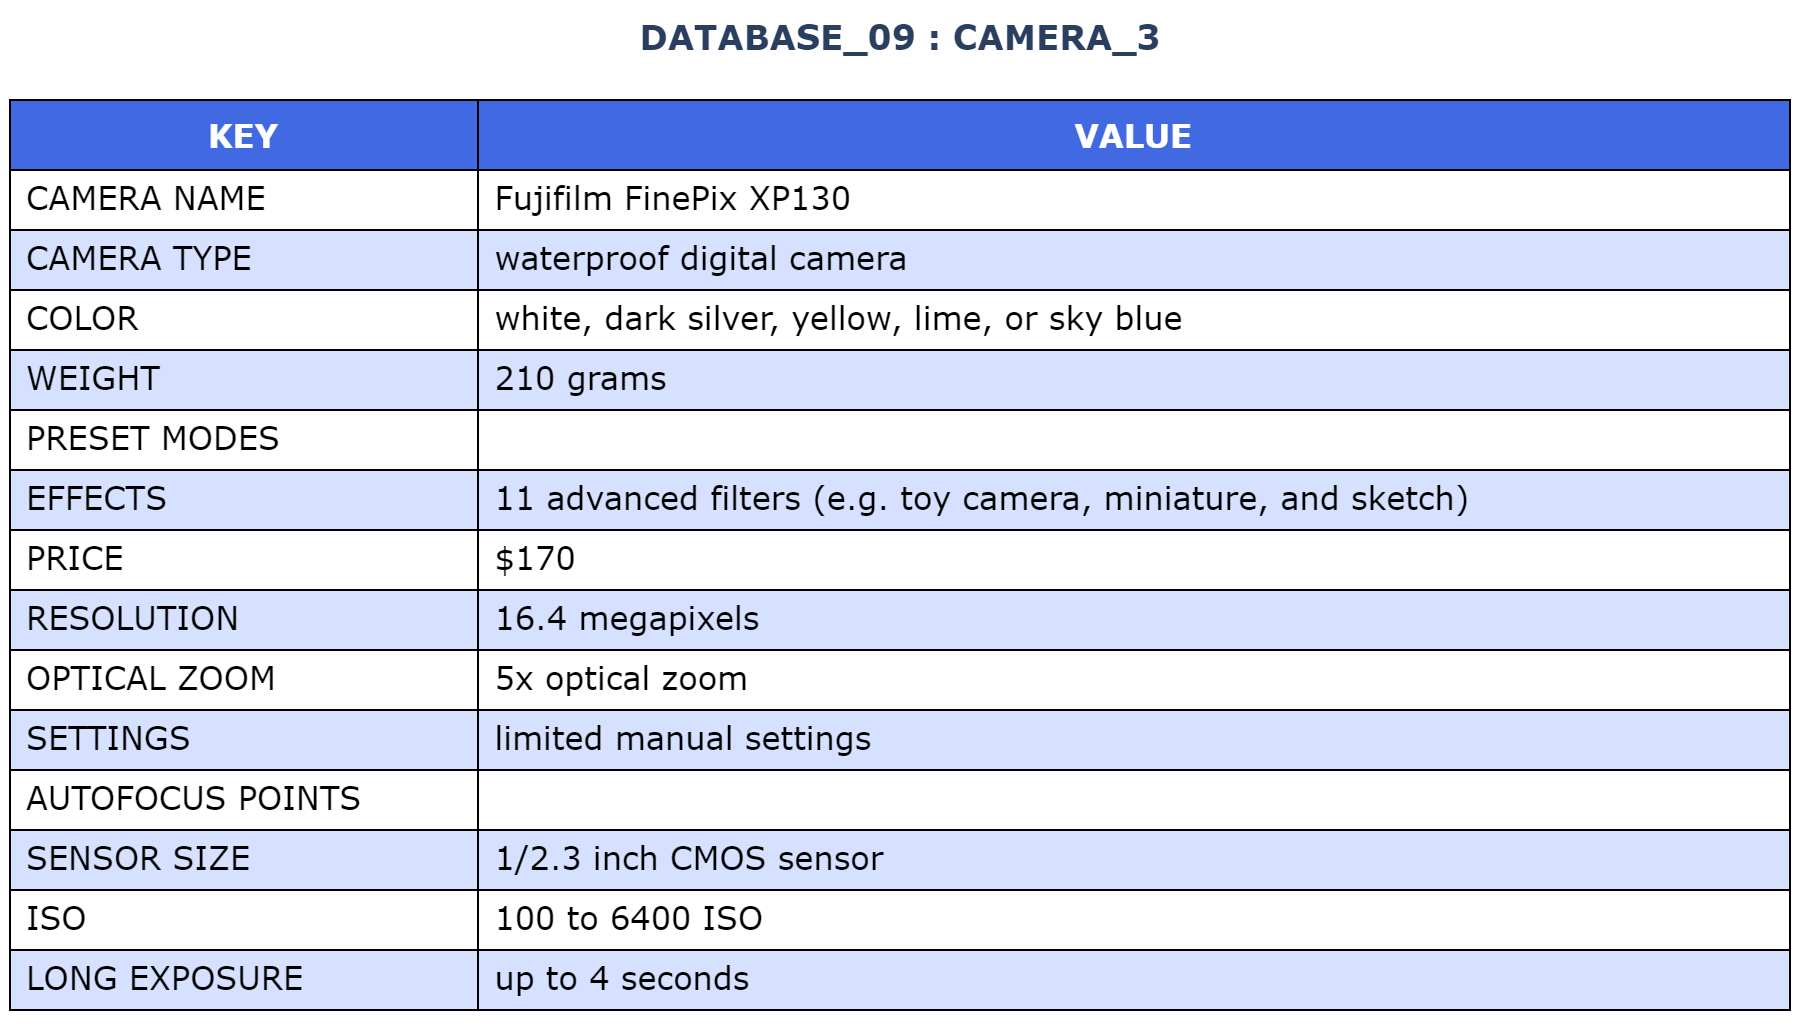 DATABASE_09 : CAMERA_3
KEY VALUE
CAMERA NAME Fujifilm FinePix XP130
CAMERA TYPE waterproof digital camera
COLOR white, dark silver, yellow, lime, or sky blue
WEIGHT 210 grams
PRESET MODES
EFFECTS 11 advanced filters (e.g. toy camera, miniature, and sketch)
PRICE $170
RESOLUTION 16.4 megapixels
OPTICAL ZOOM 5x optical zoom
SETTINGS limited manual settings
AUTOFOCUS POINTS
SENSOR SIZE 1/2.3 inch CMOS sensor
ISO 100 to 6400 ISO
LONG EXPOSURE up to 4 seconds